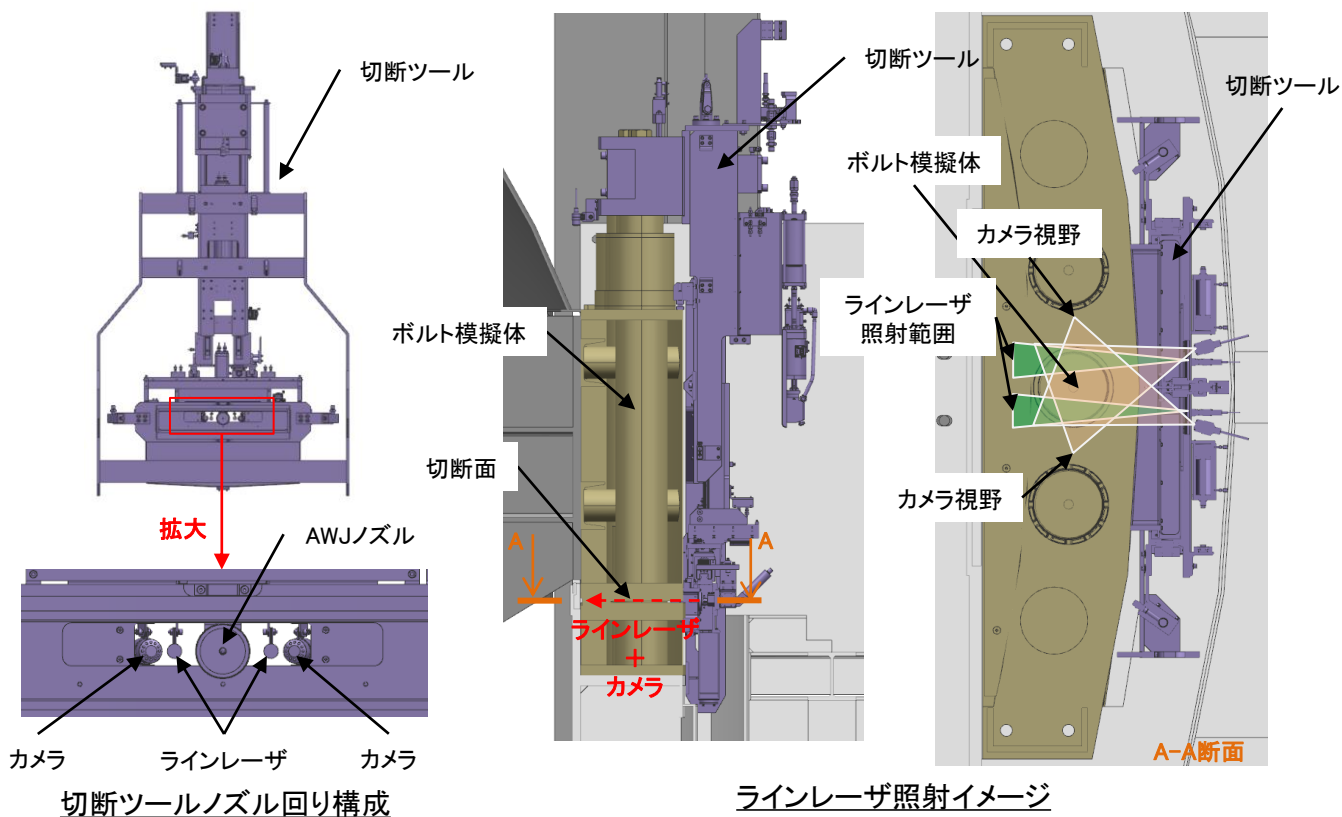 切断ツール
拡大
AWJノズル
カメラ
ラインレーザ
カメラ
切断ツールノズル回り構成
切断ツール
ボルト模擬体
切断面
A
A
ラインレーザ
＋
カメラ
切断ツール
ボルト模擬体
カメラ視野
ラインレーザ
照射範囲
カメラ視野
A-A断面
ラインレーザ照射イメージ